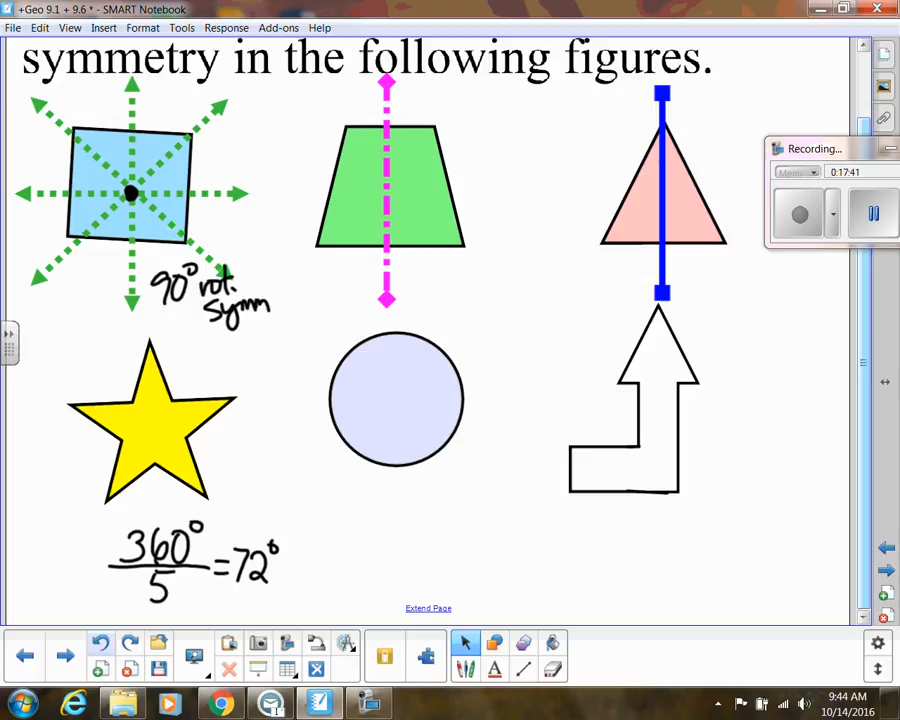 +Geo 9.1 + 9.6 * - SMART Notebook
File Edit View Insert Format Tools Response Add-ons Help
symmetry in the following figures.
Recording...
Menu
0:17:41
90° rot.
symm
360°
5
=72°
Extend Page
9:44 AM
10/14/2016